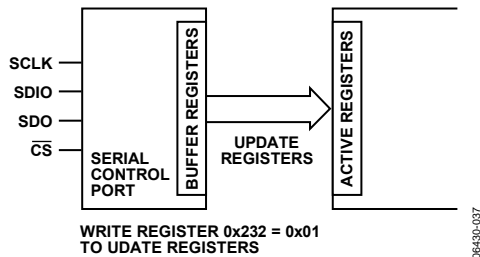 SCLK
SDIO
SDO
CS
SERIAL
CONTROL
PORT
BUFFER REGISTERS
UPDATE
REGISTERS
ACTIVE REGISTERS
WRITE REGISTER 0x232 = 0x01
TO UDATE REGISTERS
06430-037